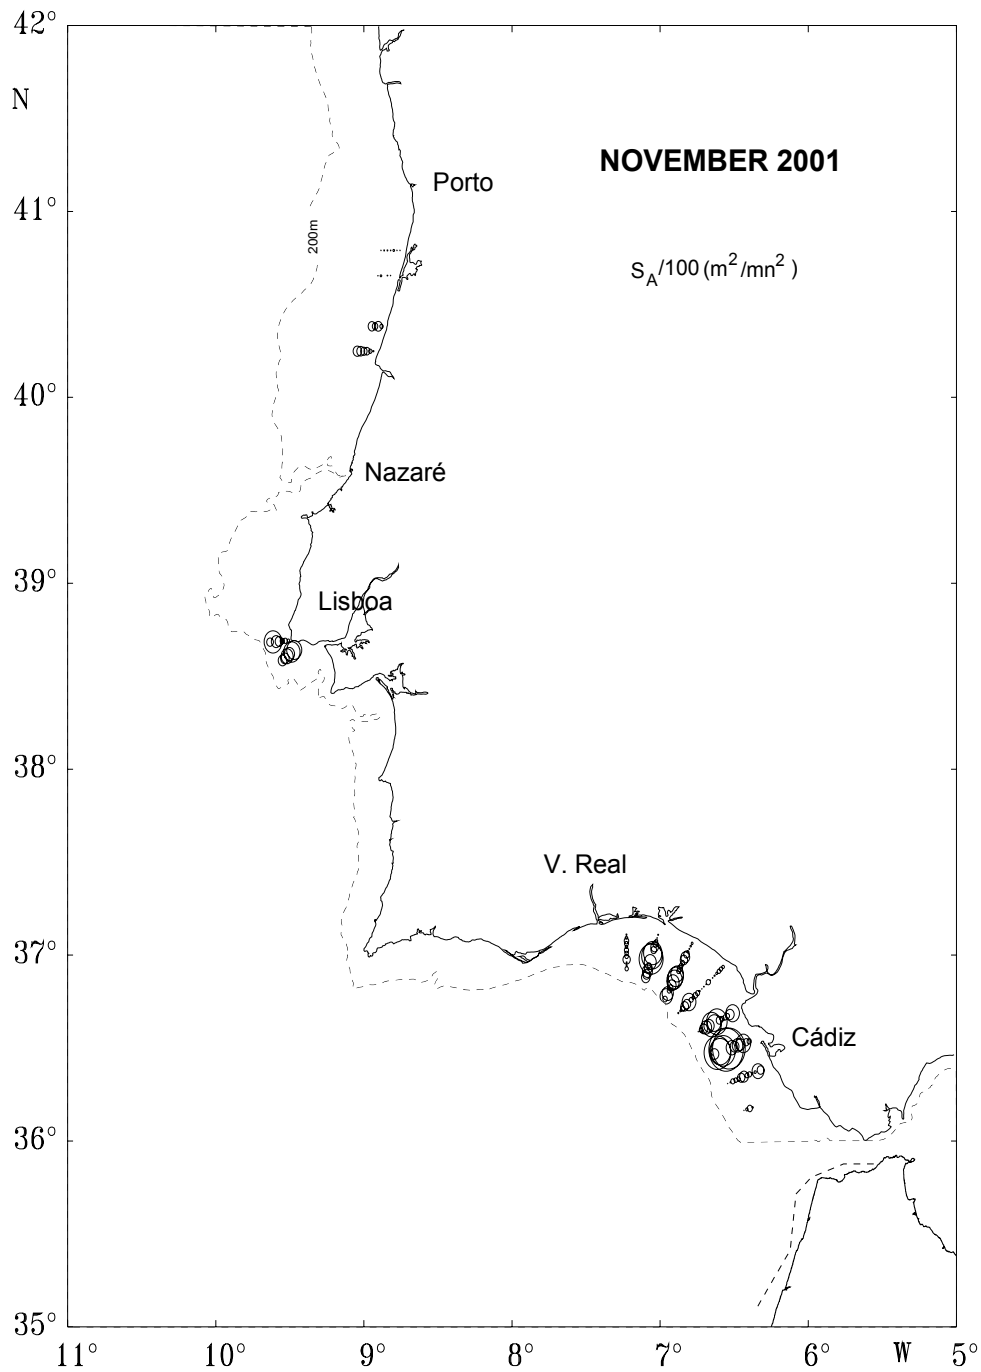 42°
N
NOVEMBER 2001
Porto
41°
200m
S_A/100 (m²/mn²)
40°
Nazaré
39°
Lisboa
38°
V. Real
37°
Cádiz
36°
35°
11° 10° 9° 8° 7° 6° W 5°